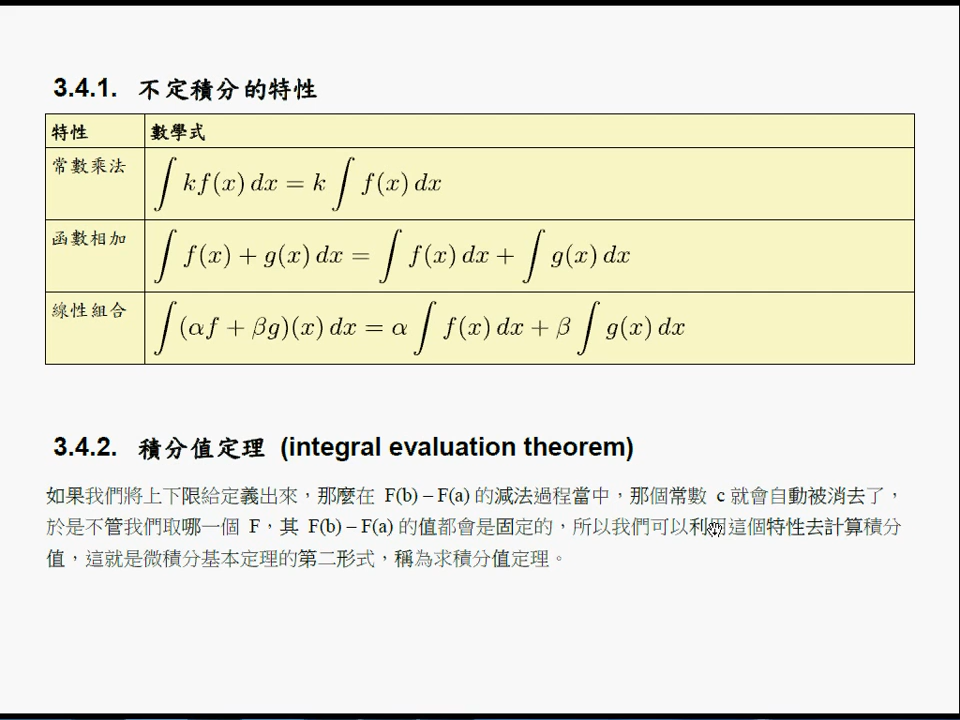 3.4.1. 不定積分的特性
特性 數學式
常數乘法 ∫ kf(x) dx = k ∫ f(x) dx
函數相加 ∫ f(x) + g(x) dx = ∫ f(x) dx + ∫ g(x) dx
線性組合 ∫ (αf + βg)(x) dx = α ∫ f(x) dx + β ∫ g(x) dx
3.4.2. 積分值定理 (integral evaluation theorem)
如果我們將上下限給定義出來，那麼在 F(b) – F(a) 的減法過程當中，那個常數 c 就會自動被消去了，
於是不管我們取哪一個 F，其 F(b) – F(a) 的值都會是固定的，所以我們可以利用這個特性去計算積分
值，這就是微積分基本定理的第二形式，稱為求積分值定理。